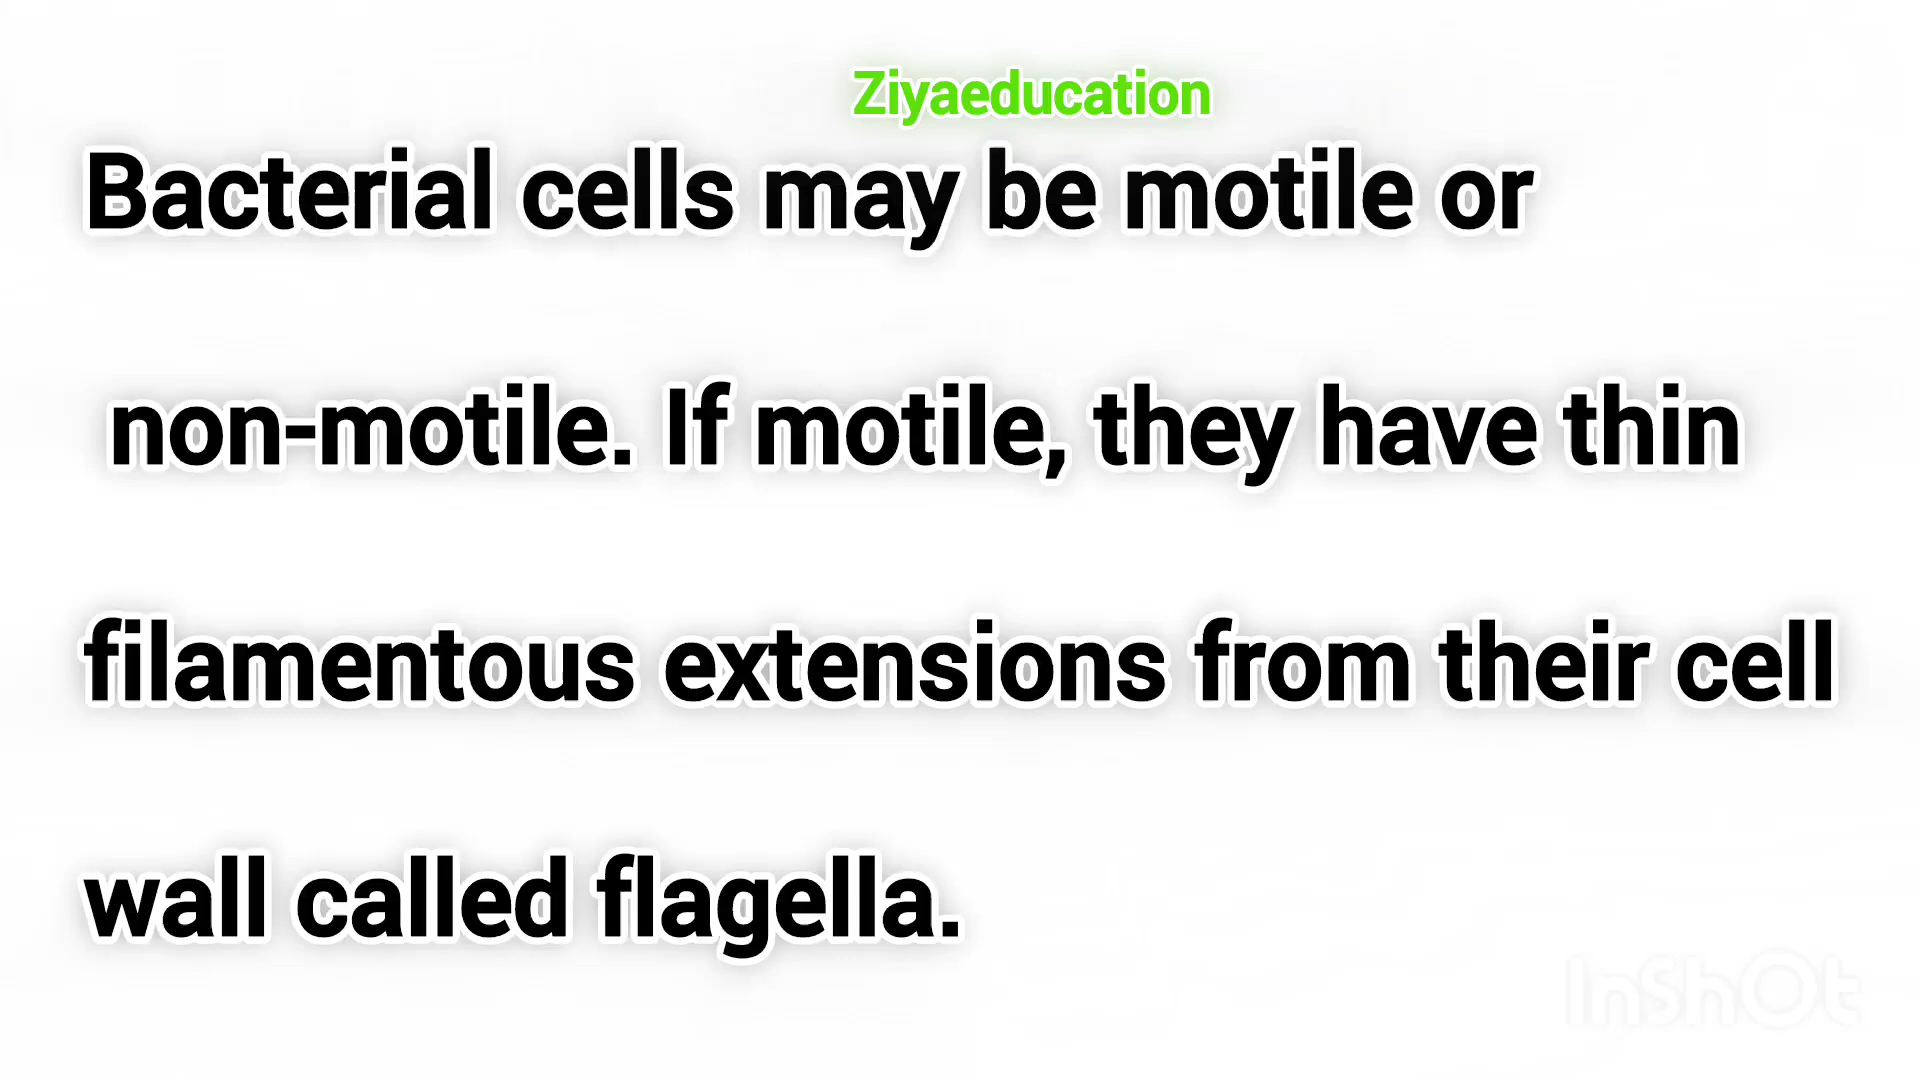 Ziyaeducation
Bacterial cells may be motile or
non-motile. If motile, they have thin
filamentous extensions from their cell
wall called flagella.
InShOt